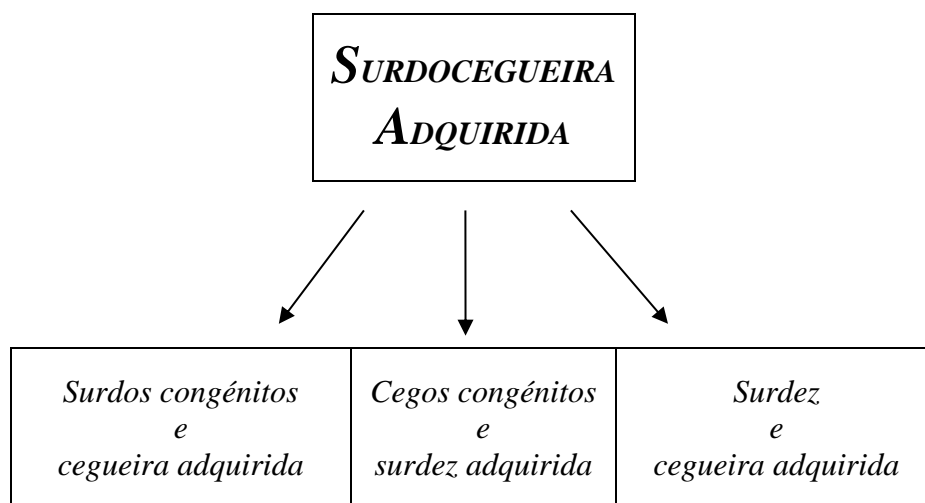 SURDOCEGUEIRA
ADQUIRIDA
Surdos congénitos
e
cegueira adquirida
Cegos congénitos
e
surdez adquirida
Surdez
e
cegueira adquirida